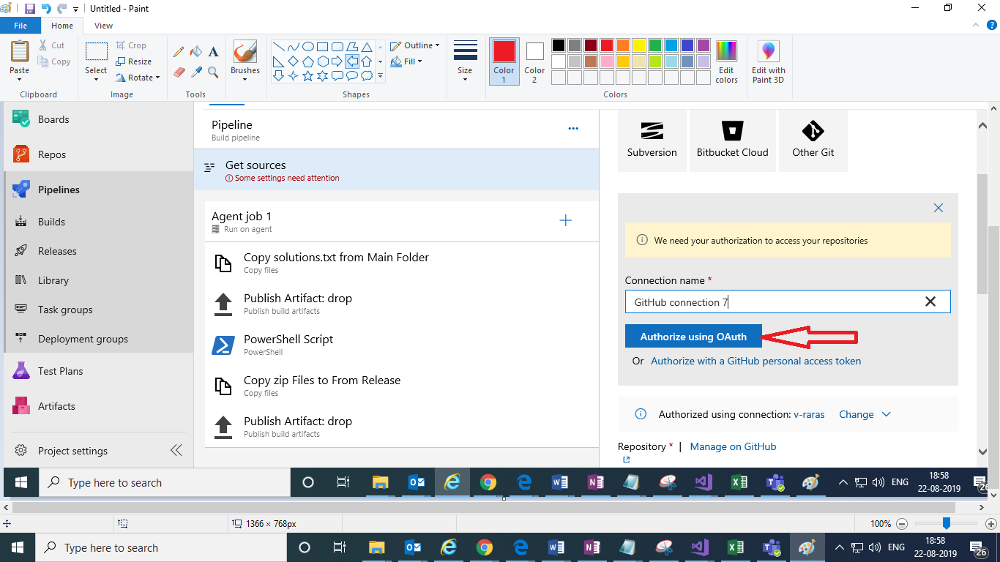 Untitled - Paint
File
Home
View
Paste
Cut
Copy
Clipboard
Select
Crop
Resize
Rotate
Image
A
Tools
Brushes
Shapes
Outline
Fill
Size
Color 1
Color 2
Edit colors
Colors
Edit with Paint 3D
Boards
Repos
Pipelines
Builds
Releases
Library
Task groups
Deployment groups
Test Plans
Artifacts
Project settings
Pipeline
Build pipeline
...
Get sources
Some settings need attention
Agent job 1
Run on agent
Copy solutions.txt from Main Folder
Copy files
Publish Artifact: drop
Publish build artifacts
PowerShell Script
PowerShell
Copy zip Files to From Release
Copy files
Publish Artifact: drop
Publish build artifacts
Subversion
Bitbucket Cloud
Other Git
We need your authorization to access your repositories
Connection name *
GitHub connection 7
Authorize using OAuth
Or Authorize with a GitHub personal access token
Authorized using connection: v-raras Change
Repository * | Manage on GitHub
Type here to search
ENG
18:58
22-08-2019
26
1366 × 768px
100%
Type here to search
ENG
18:58
22-08-2019
26